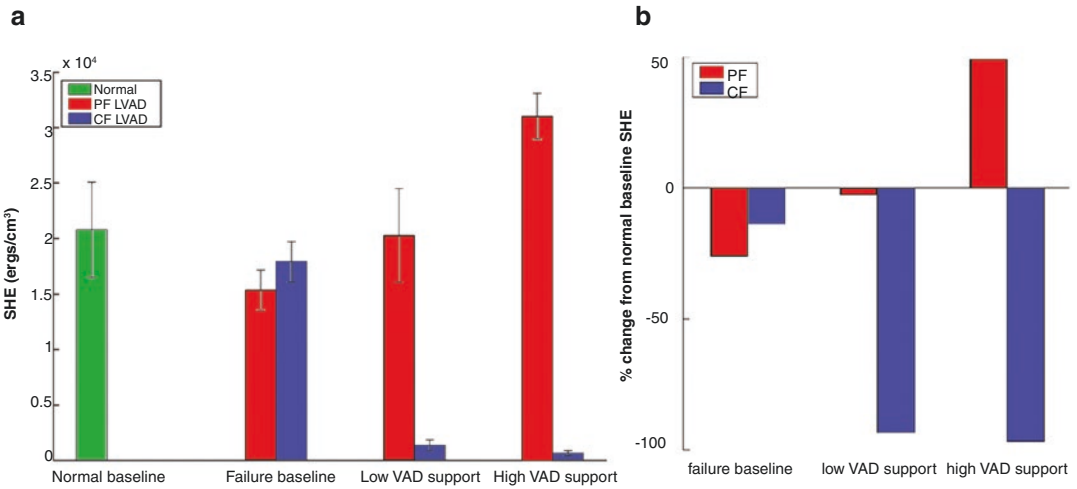 a
x 10⁴
3.5
3
2.5
2
1.5
1
0.5
0
SHE (ergs/cm³)
Normal
PF LVAD
CF LVAD
Normal baseline
Failure baseline
Low VAD support
High VAD support
b
50
0
-50
-100
% change from normal baseline SHE
PF
CF
failure baseline
low VAD support
high VAD support